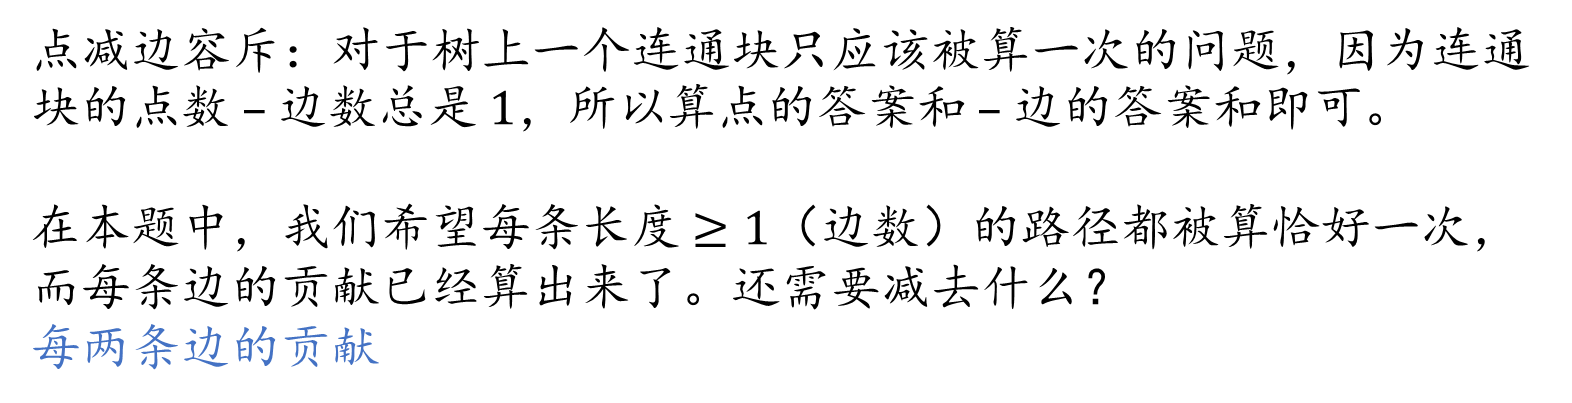 点减边容斥：对于树上一个连通块只应该被算一次的问题，因为连通
块的点数 – 边数总是 1，所以算点的答案和 – 边的答案和即可。
在本题中，我们希望每条长度 ≥ 1（边数）的路径都被算恰好一次，
而每条边的贡献已经算出来了。还需要减去什么？
每两条边的贡献